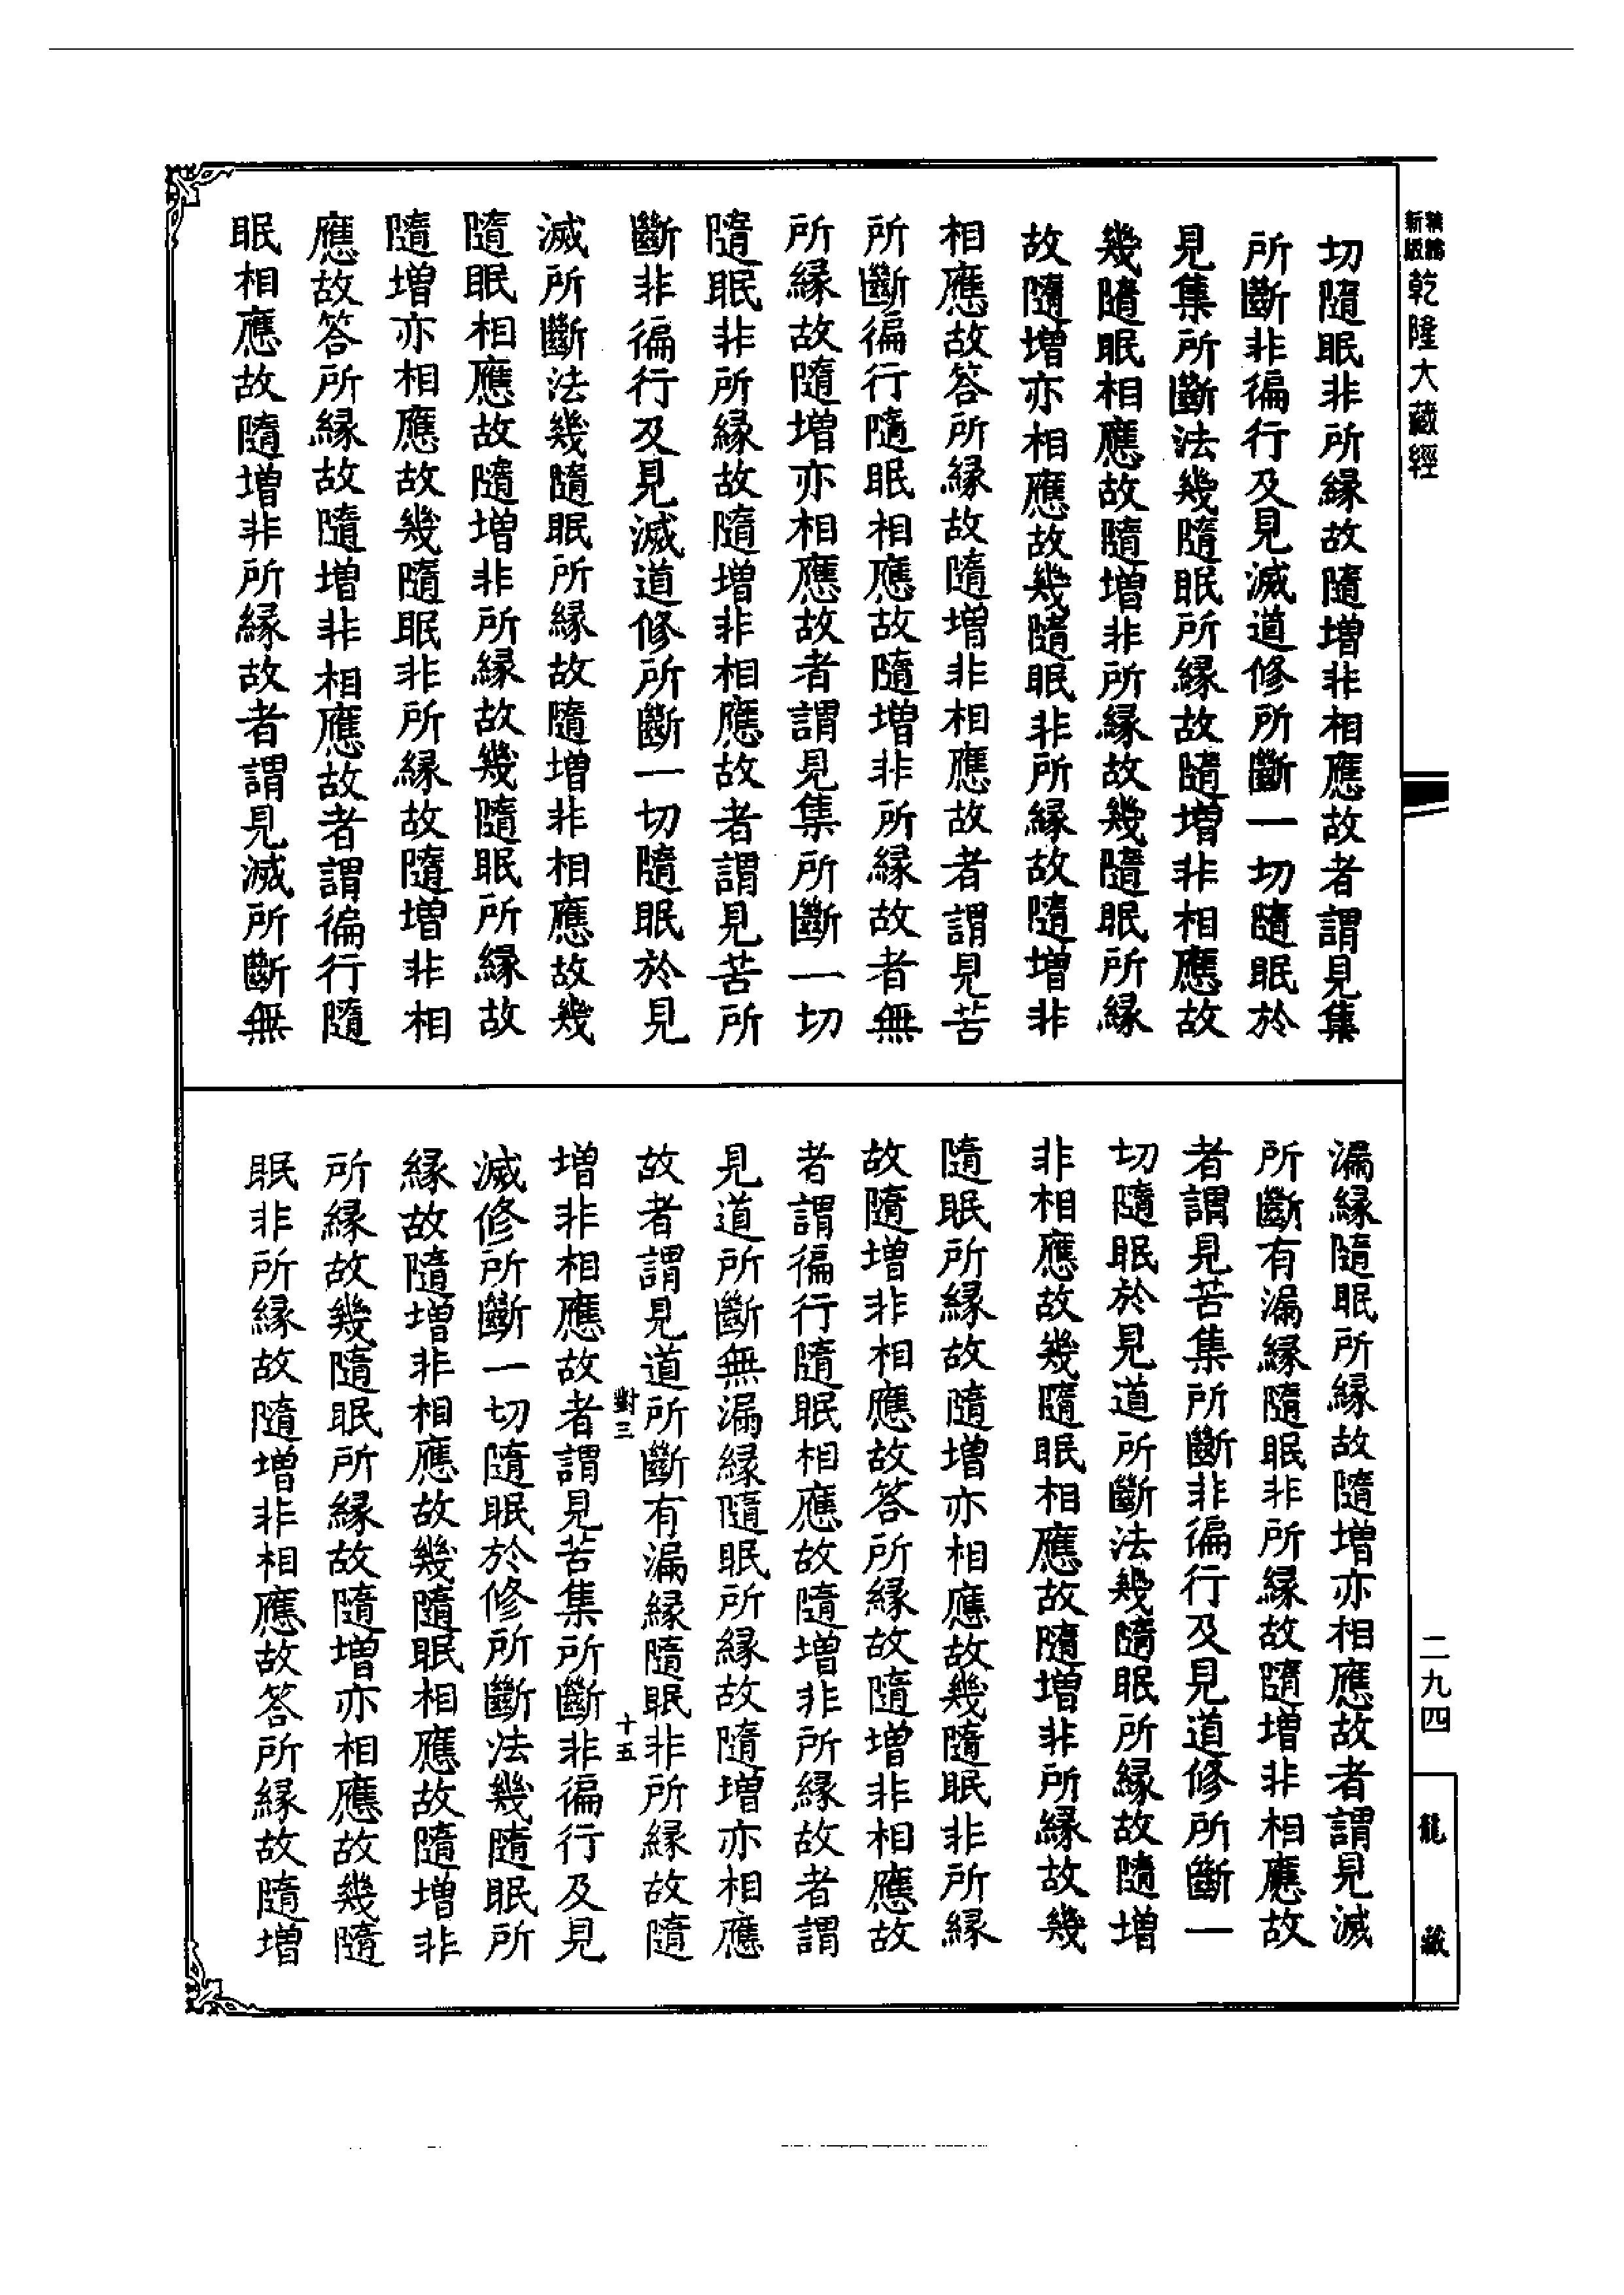 新版
精縮
乾隆大藏經
切隨眠非所緣故隨增非相應故者謂見集
所斷非徧行及見滅道修所斷一切隨眠於
見集所斷法幾隨眠所緣故隨增非相應故
幾隨眠相應故隨增非所緣故幾隨眠所緣
故隨增亦相應故幾隨眠非所緣故隨增非
相應故答所緣故隨增非相應故者謂見苦
所斷徧行隨眠相應故隨增非所緣故者無
所緣故隨增亦相應故者謂見集所斷一切
隨眠非所緣故隨增非相應故者謂見苦所
斷非徧行及見滅道修所斷一切隨眠於見
滅所斷法幾隨眠所緣故隨增非相應故幾
隨眠相應故隨增非所緣故幾隨眠所緣故
隨增亦相應故幾隨眠非所緣故隨增非相
應故答所緣故隨增非相應故者謂徧行隨
眠相應故隨增非所緣故者謂見滅所斷無
漏緣隨眠所緣故隨增亦相應故者謂見滅
所斷有漏緣隨眠非所緣故隨增非相應故
者謂見苦集所斷非徧行及見道修所斷一
切隨眠於見道所斷法幾隨眠所緣故隨增
非相應故幾隨眠相應故隨增非所緣故幾
隨眠所緣故隨增亦相應故幾隨眠非所緣
故隨增非相應故答所緣故隨增非相應故
者謂徧行隨眠相應故隨增非所緣故者謂
見道所斷無漏緣隨眠所緣故隨增亦相應
故者謂見道所斷有漏緣隨眠非所緣故隨
對三 十五
增非相應故者謂見苦集所斷非徧行及見
滅修所斷一切隨眠於修所斷法幾隨眠所
緣故隨增非相應故幾隨眠相應故隨增非
所緣故幾隨眠所緣故隨增亦相應故幾隨
眠非所緣故隨增非相應故答所緣故隨增
二九四
龍藏